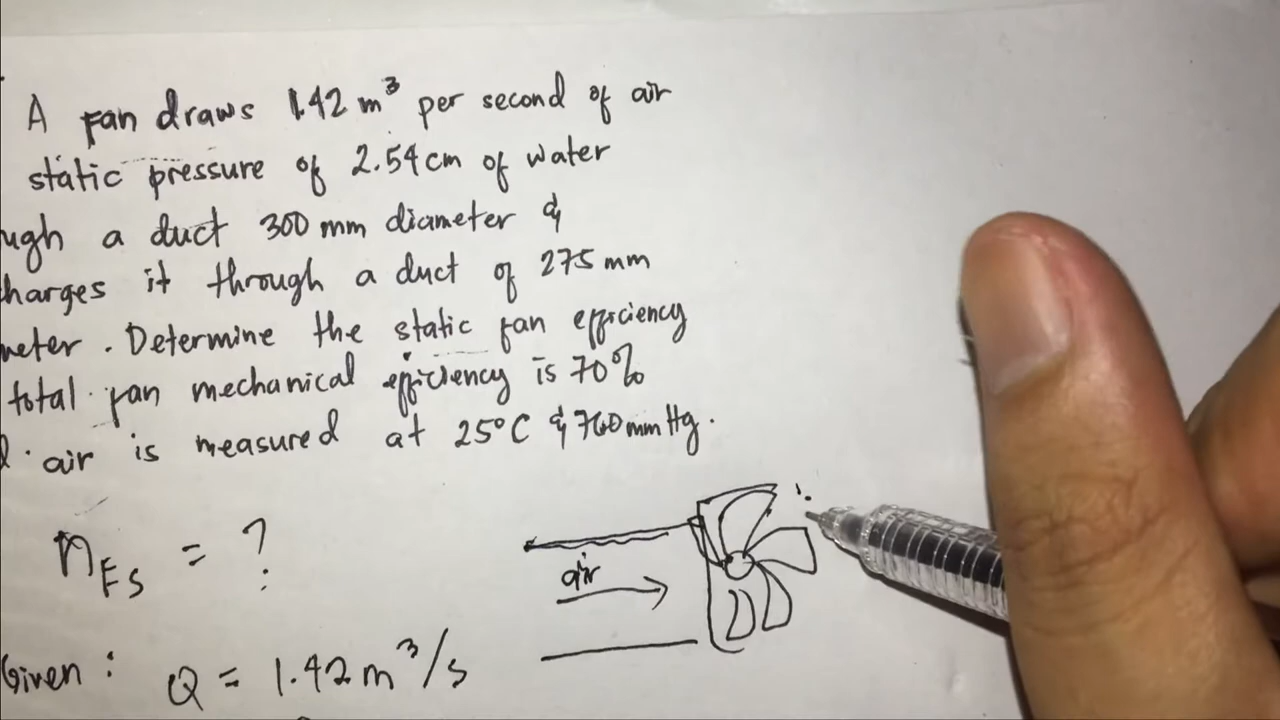 A fan draws 1.42 m³ per second of air
static pressure of 2.54 cm of water
ugh a duct 300 mm diameter &
harges it through a duct of 275 mm
meter. Determine the static fan efficiency
total fan mechanical efficiency is 70%
air is measured at 25°C & 760 mm Hg.
ηFs = ?
air
Given : Q = 1.42 m³/s